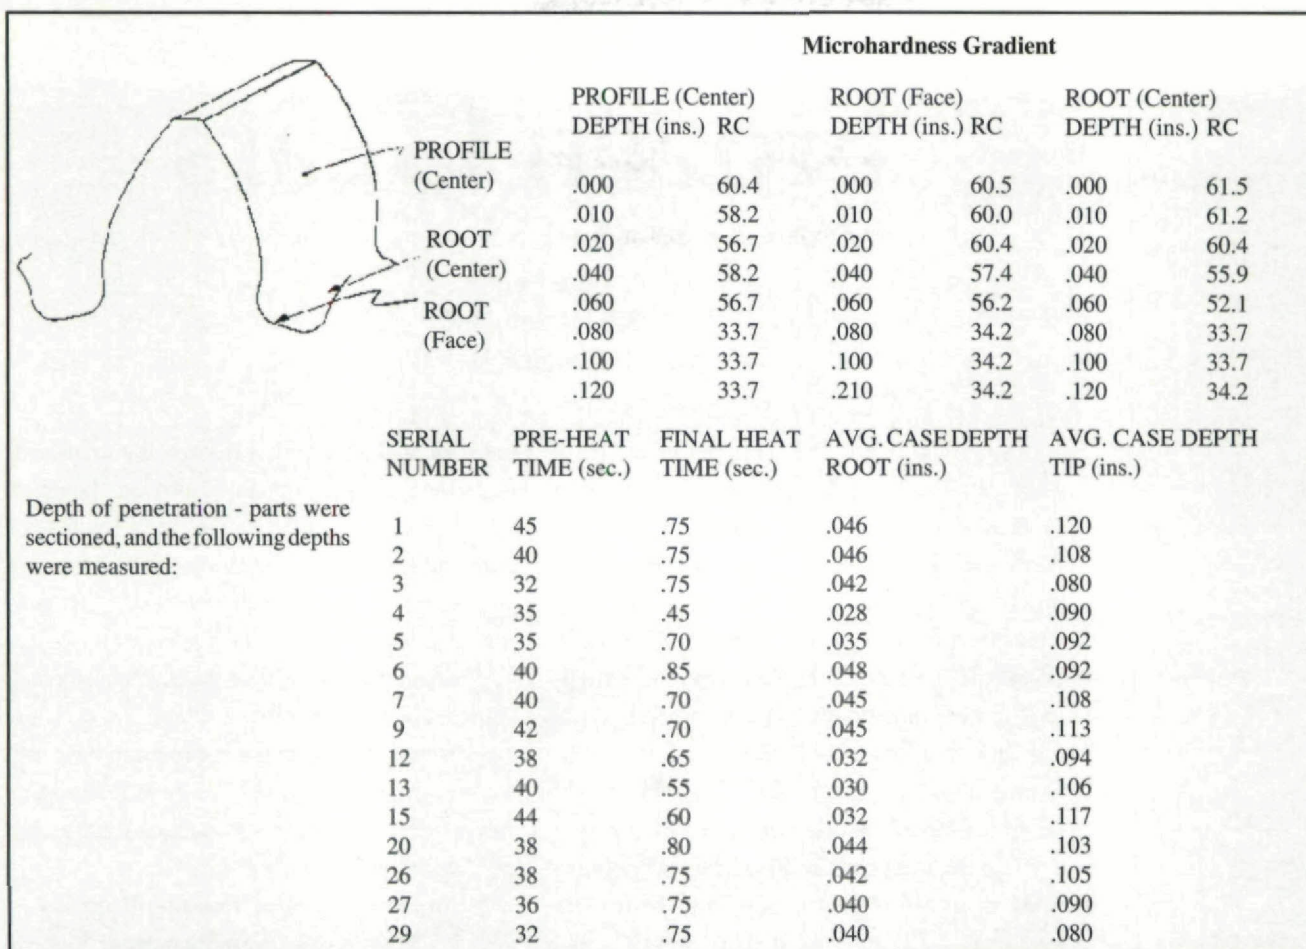 Microhardness Gradient
PROFILE (Center) ROOT (Face) ROOT (Center)
DEPTH (ins.) RC DEPTH (ins.) RC DEPTH (ins.) RC
.000 60.4 .000 60.5 .000 61.5
.010 58.2 .010 60.0 .010 61.2
.020 56.7 .020 60.4 .020 60.4
.040 58.2 .040 57.4 .040 55.9
.060 56.7 .060 56.2 .060 52.1
.080 33.7 .080 34.2 .080 33.7
.100 33.7 .100 34.2 .100 33.7
.120 33.7 .210 34.2 .120 34.2
PROFILE
(Center)
ROOT
(Center)
ROOT
(Face)
SERIAL PRE-HEAT FINAL HEAT AVG. CASE DEPTH AVG. CASE DEPTH
NUMBER TIME (sec.) TIME (sec.) ROOT (ins.) TIP (ins.)
Depth of penetration - parts were
sectioned, and the following depths
were measured:
1 45 .75 .046 .120
2 40 .75 .046 .108
3 32 .75 .042 .080
4 35 .45 .028 .090
5 35 .70 .035 .092
6 40 .85 .048 .092
7 40 .70 .045 .108
9 42 .70 .045 .113
12 38 .65 .032 .094
13 40 .55 .030 .106
15 44 .60 .032 .117
20 38 .80 .044 .103
26 38 .75 .042 .105
27 36 .75 .040 .090
29 32 .75 .040 .080